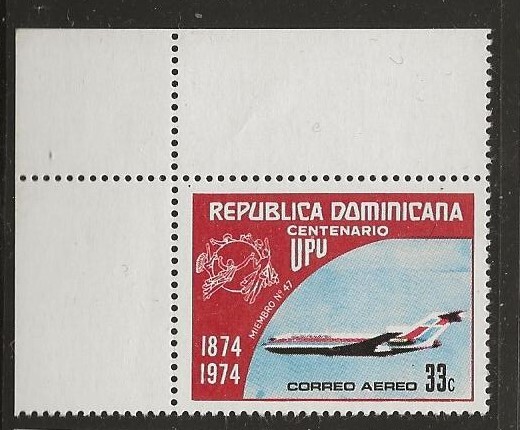 REPUBLICA DOMINICANA
CENTENARIO
UPU
MIEMBRO Nº 47
1874
1974
CORREO AEREO 33c